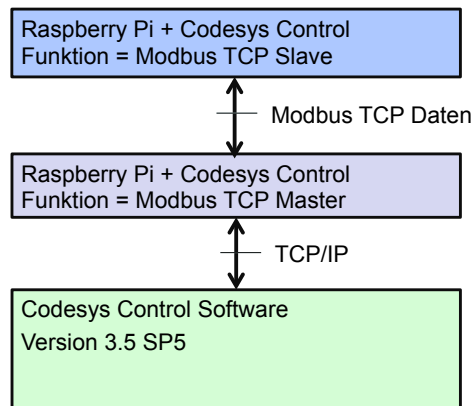 Raspberry Pi + Codesys Control
Funktion = Modbus TCP Slave
Modbus TCP Daten
Raspberry Pi + Codesys Control
Funktion = Modbus TCP Master
TCP/IP
Codesys Control Software
Version 3.5 SP5